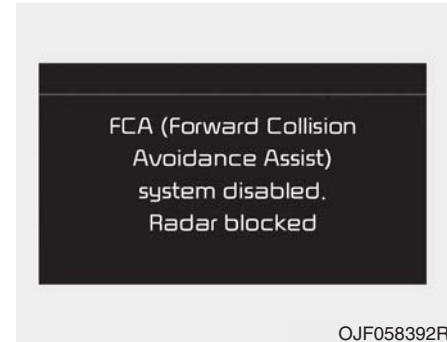 FCA (Forward Collision
Avoidance Assist)
system disabled.
Radar blocked
OJF058392R